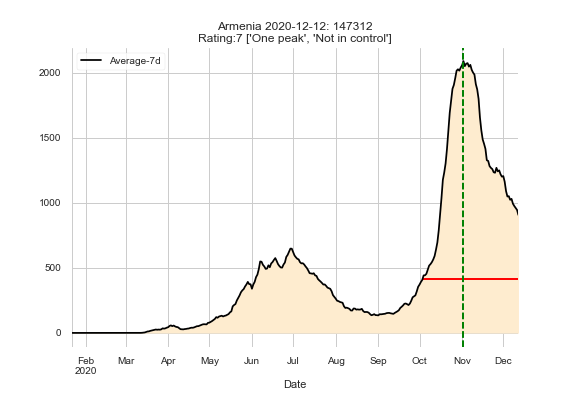 Armenia 2020-12-12: 147312
Rating:7 ['One peak', 'Not in control']
Average-7d
2000
1500
1000
500
0
Feb Mar Apr May Jun Jul Aug Sep Oct Nov Dec
2020
Date